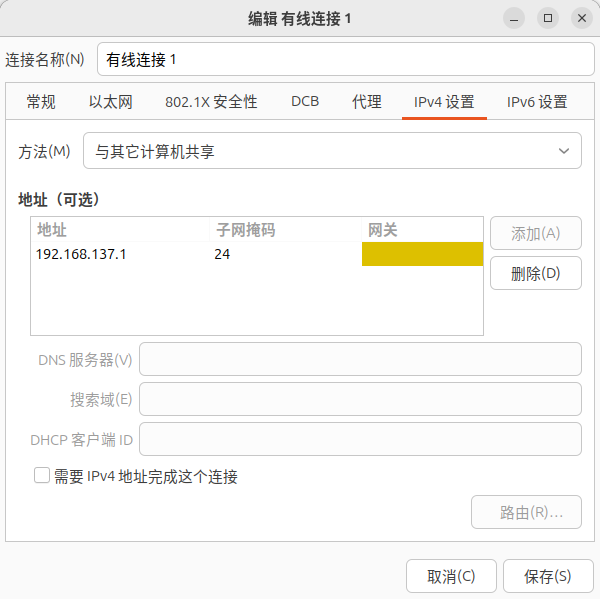 编辑 有线连接 1
连接名称(N) 有线连接 1
常规 以太网 802.1X 安全性 DCB 代理 IPv4 设置 IPv6 设置
方法(M) 与其它计算机共享
地址（可选）
地址 子网掩码 网关 添加(A)
192.168.137.1 24
删除(D)
DNS 服务器(V)
搜索域(E)
DHCP 客户端 ID
需要 IPv4 地址完成这个连接
路由(R)…
取消(C) 保存(S)